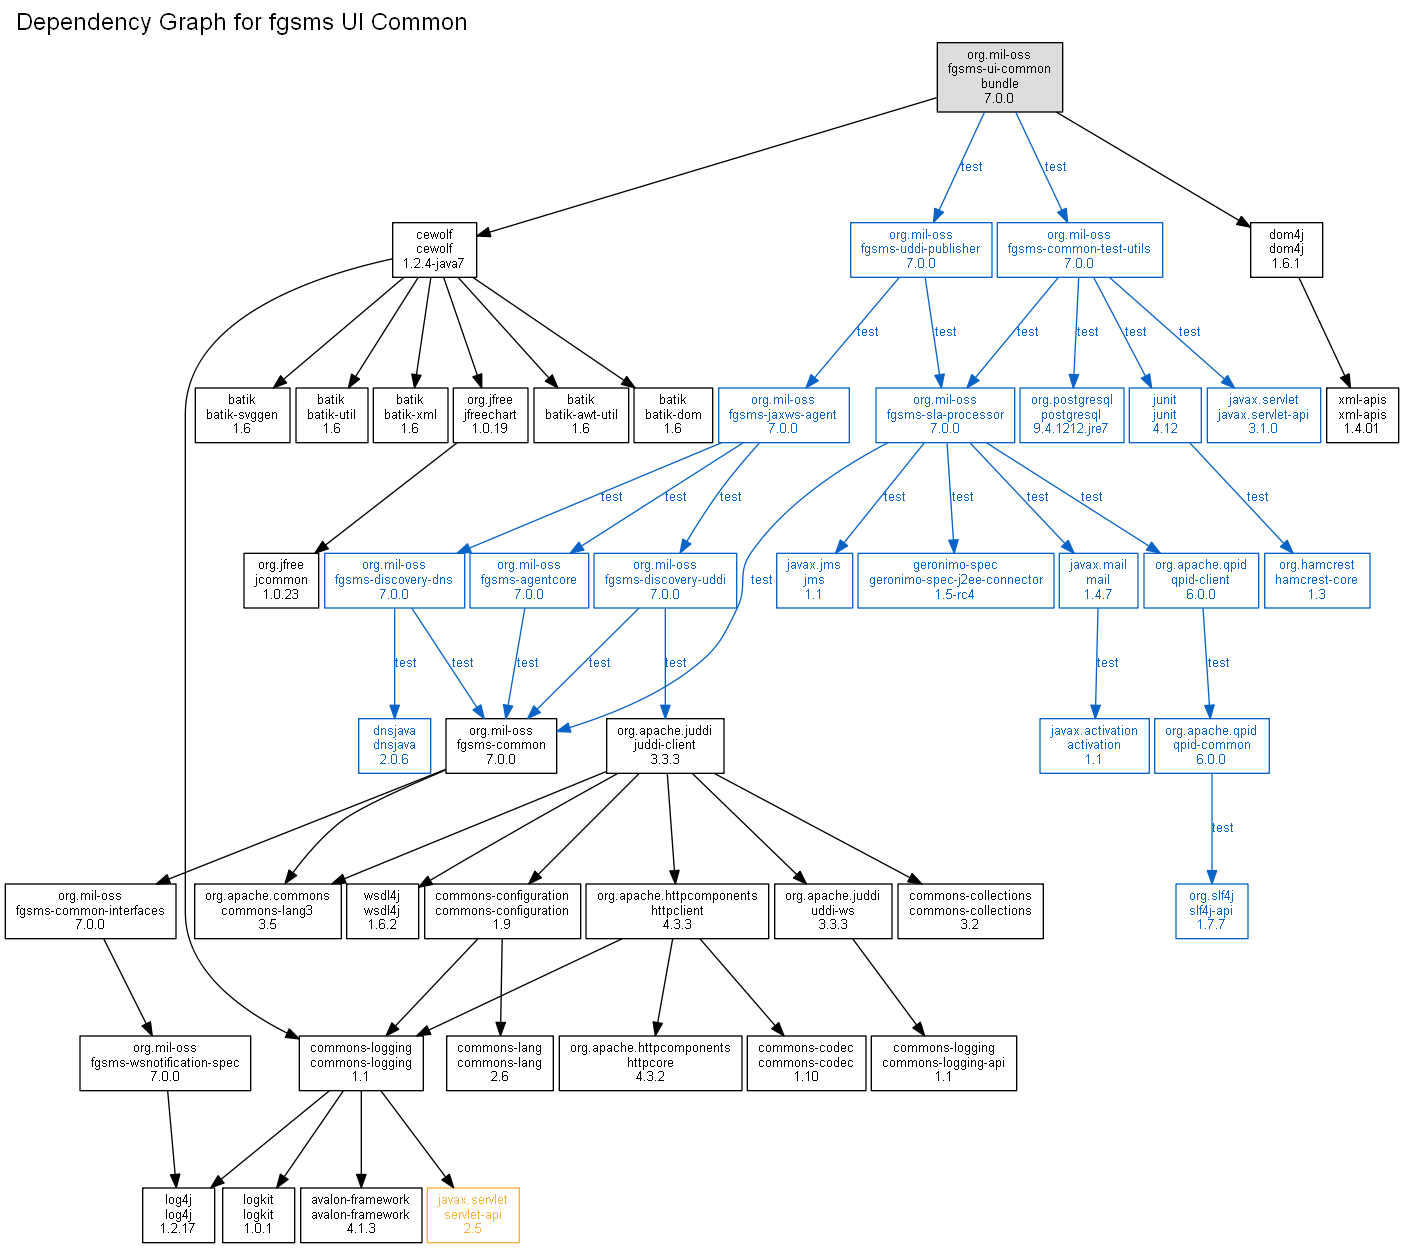 Dependency Graph for fgsms UI Common
org.mil-oss
fgsms-ui-common
bundle
7.0.0
test
test
cewolf
cewolf
1.2.4-java7
org.mil-oss
fgsms-uddi-publisher
7.0.0
org.mil-oss
fgsms-common-test-utils
7.0.0
dom4j
dom4j
1.6.1
test
test
test
test
test
test
batik
batik-svggen
1.6
batik
batik-util
1.6
batik
batik-xml
1.6
org.jfree
jfreechart
1.0.19
batik
batik-awt-util
1.6
batik
batik-dom
1.6
org.mil-oss
fgsms-jaxws-agent
7.0.0
org.mil-oss
fgsms-sla-processor
7.0.0
org.postgresql
postgresql
9.4.1212.jre7
junit
junit
4.12
javax.servlet
javax.servlet-api
3.1.0
xml-apis
xml-apis
1.4.01
test
test
test
test
test
test
test
test
org.jfree
jcommon
1.0.23
org.mil-oss
fgsms-discovery-dns
7.0.0
org.mil-oss
fgsms-agentcore
7.0.0
org.mil-oss
fgsms-discovery-uddi
7.0.0
test
javax.jms
jms
1.1
geronimo-spec
geronimo-spec-j2ee-connector
1.5-rc4
javax.mail
mail
1.4.7
org.apache.qpid
qpid-client
6.0.0
org.hamcrest
hamcrest-core
1.3
test
test
test
test
test
test
test
dnsjava
dnsjava
2.0.6
org.mil-oss
fgsms-common
7.0.0
org.apache.juddi
juddi-client
3.3.3
javax.activation
activation
1.1
org.apache.qpid
qpid-common
6.0.0
test
org.mil-oss
fgsms-common-interfaces
7.0.0
org.apache.commons
commons-lang3
3.5
wsdl4j
wsdl4j
1.6.2
commons-configuration
commons-configuration
1.9
org.apache.httpcomponents
httpclient
4.3.3
org.apache.juddi
uddi-ws
3.3.3
commons-collections
commons-collections
3.2
org.slf4j
slf4j-api
1.7.7
org.mil-oss
fgsms-wsnotification-spec
7.0.0
commons-logging
commons-logging
1.1
commons-lang
commons-lang
2.6
org.apache.httpcomponents
httpcore
4.3.2
commons-codec
commons-codec
1.10
commons-logging
commons-logging-api
1.1
log4j
log4j
1.2.17
logkit
logkit
1.0.1
avalon-framework
avalon-framework
4.1.3
javax.servlet
servlet-api
2.5